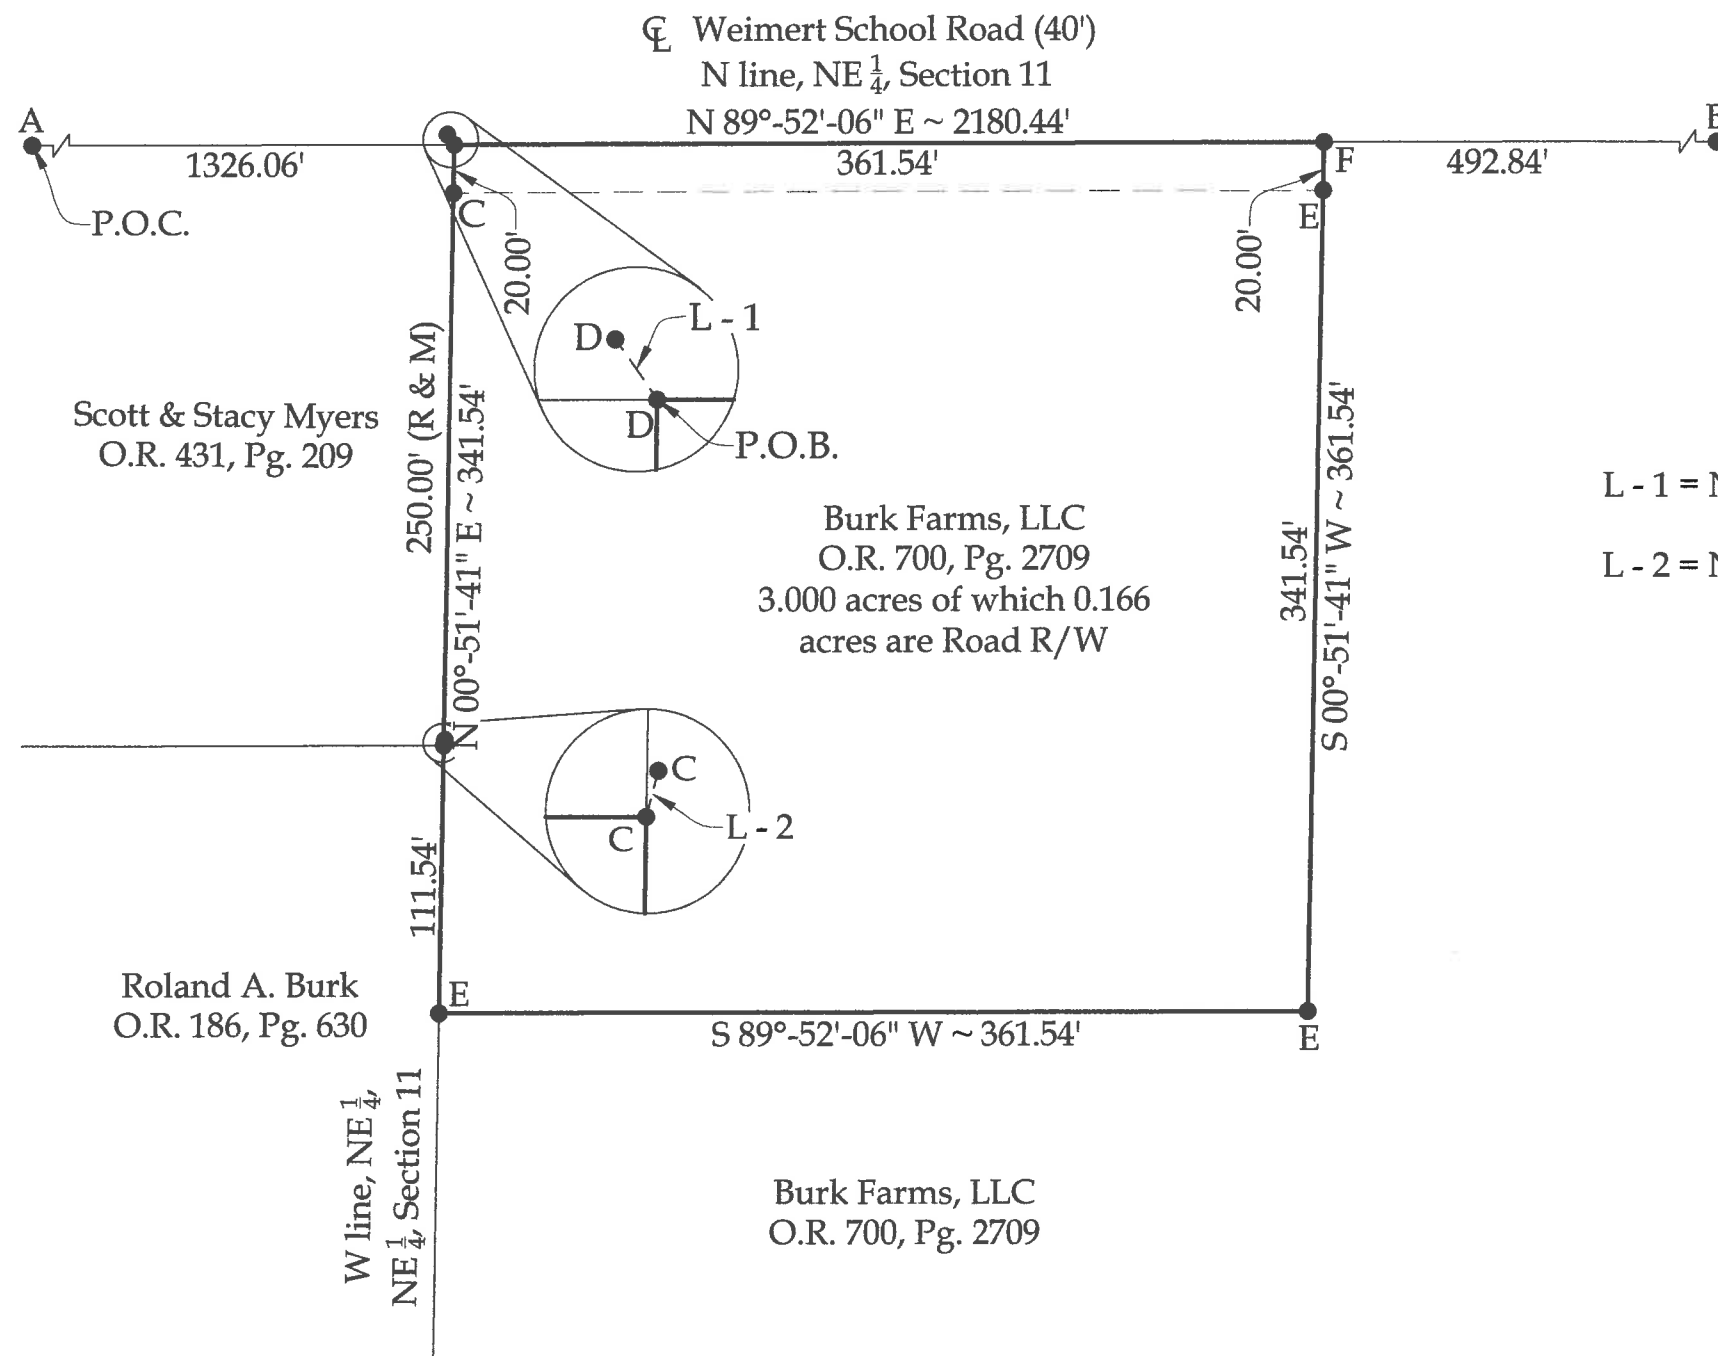 ℄ Weimert School Road (40')
N line, NE 1/4, Section 11
N 89°-52'-06" E ~ 2180.44'
A
1326.06'
361.54'
F
492.84'
P.O.C.
C
20.00'
E
20.00'
L - 1
D
D
P.O.B.
Scott & Stacy Myers
O.R. 431, Pg. 209
250.00' (R & M)
N 00°-51'-41" E ~ 341.54'
Burk Farms, LLC
O.R. 700, Pg. 2709
3.000 acres of which 0.166
acres are Road R/W
341.54'
S 00°-51'-41" W ~ 361.54'
L - 1 =
L - 2 =
C
C
L - 2
111.54'
Roland A. Burk
O.R. 186, Pg. 630
E
S 89°-52'-06" W ~ 361.54'
E
W line, NE 1/4,
NE 1/4, Section 11
Burk Farms, LLC
O.R. 700, Pg. 2709